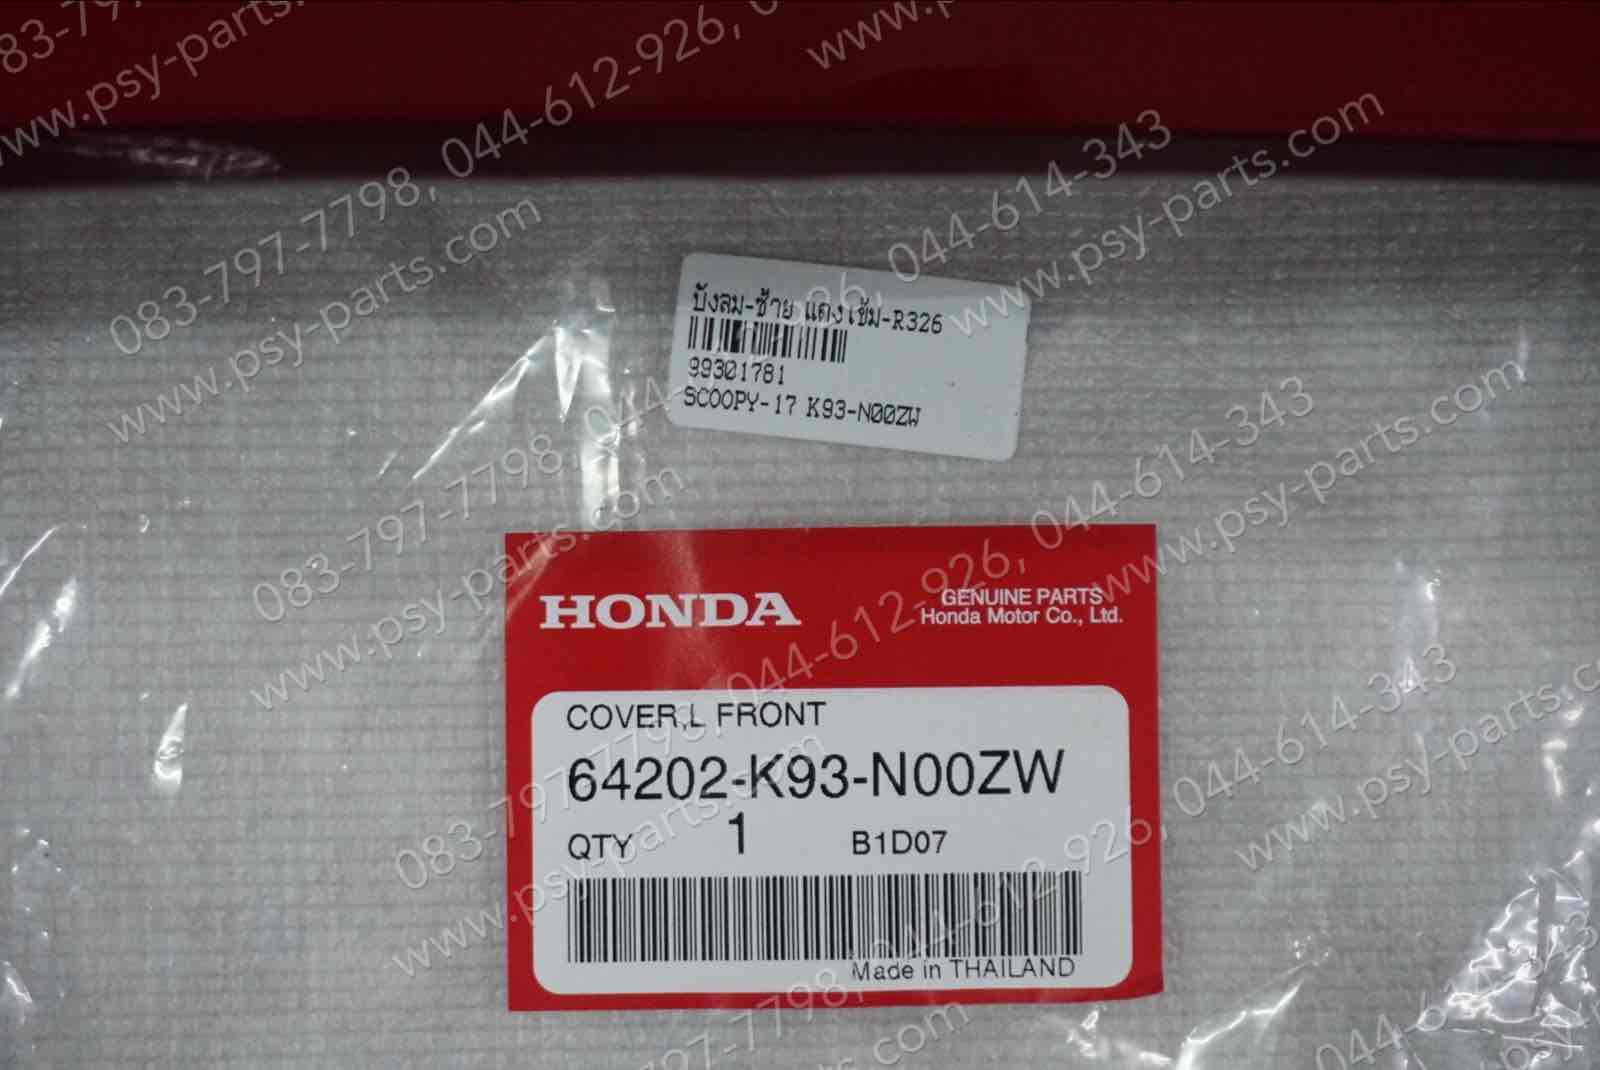 บังลม-ซ้าย แดงเข้ม-R326
99301781
SCOOPY-17 K93-N00ZW
HONDA
GENUINE PARTS
Honda Motor Co., Ltd.
COVER,L FRONT
64202-K93-N00ZW
QTY 1 B1D07
Made in THAILAND
083-797-7798, 044-612-926, 044-614-343
www.psy-parts.com